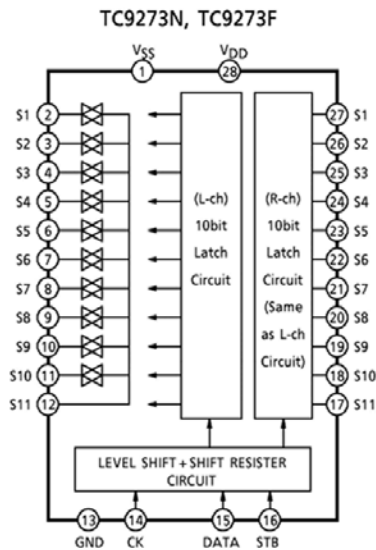 TC9273N, TC9273F
VSS VDD
1 28
S1 2 27 S1
S2 3 26 S2
S3 4 25 S3
S4 5 24 S4
S5 6 23 S5
S6 7 22 S6
S7 8 21 S7
S8 9 20 S8
S9 10 19 S9
S10 11 18 S10
S11 12 17 S11
(L-ch)
10bit
Latch
Circuit
(R-ch)
10bit
Latch
Circuit
(Same
as L-ch
Circuit)
LEVEL SHIFT + SHIFT RESISTER
CIRCUIT
13 14 15 16
GND CK DATA STB